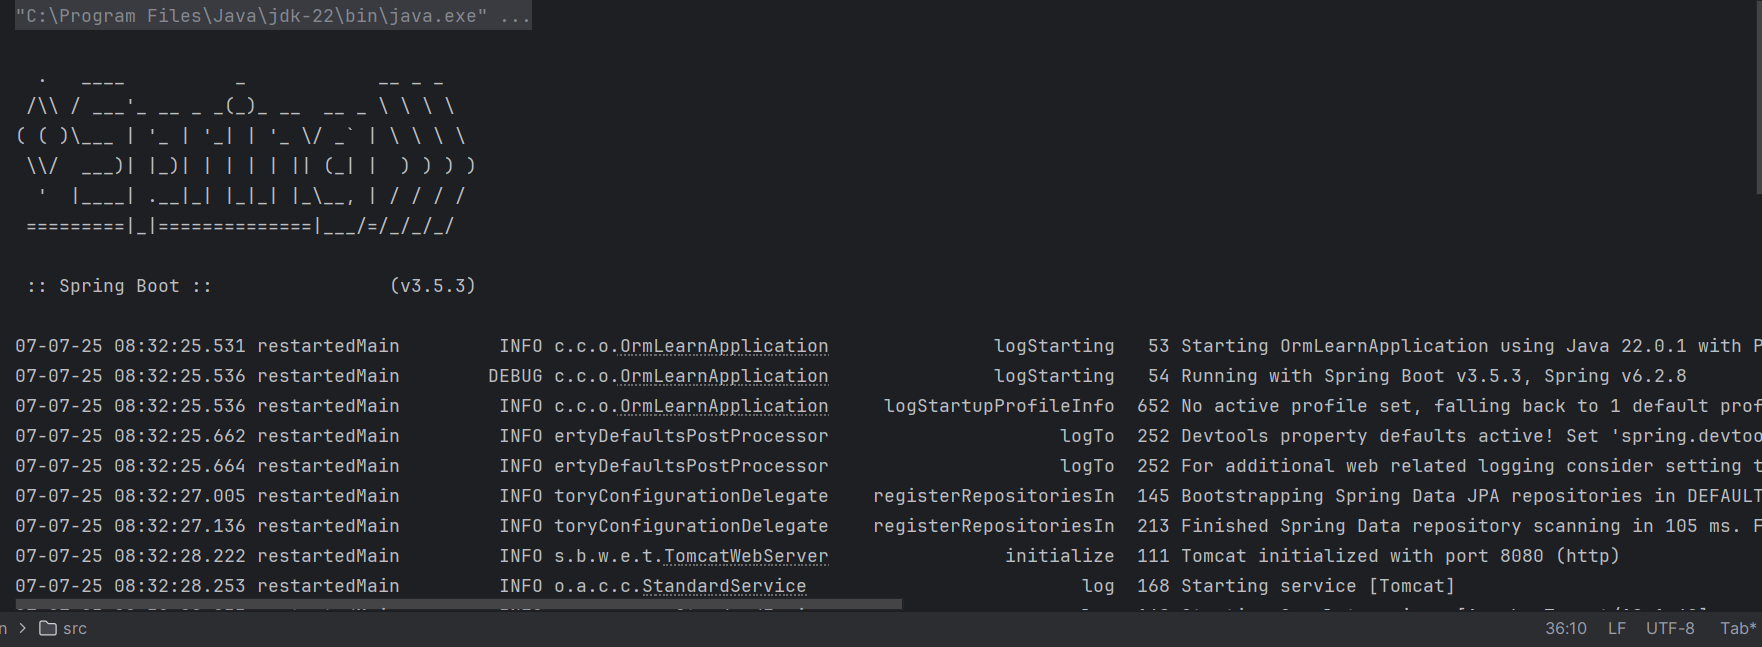 "C:\Program Files\Java\jdk-22\bin\java.exe" ...
  .   ____          _            __ _ _
 /\\ / ___'_ __ _ _(_)_ __  __ _ \ \ \ \
( ( )\___ | '_ | '_| | '_ \/ _` | \ \ \ \
 \\/  ___)| |_)| | | | | || (_| |  ) ) ) )
  '  |____| .__|_| |_|_| |_\__, | / / / /
 =========|_|==============|___/=/_/_/_/
 :: Spring Boot ::                (v3.5.3)
07-07-25 08:32:25.531 restartedMain         INFO c.c.o.OrmLearnApplication               logStarting   53 Starting OrmLearnApplication using Java 22.0.1 with P
07-07-25 08:32:25.536 restartedMain        DEBUG c.c.o.OrmLearnApplication               logStarting   54 Running with Spring Boot v3.5.3, Spring v6.2.8
07-07-25 08:32:25.536 restartedMain         INFO c.c.o.OrmLearnApplication     logStartupProfileInfo  652 No active profile set, falling back to 1 default prof
07-07-25 08:32:25.662 restartedMain         INFO ertyDefaultsPostProcessor                     logTo  252 Devtools property defaults active! Set 'spring.devtoo
07-07-25 08:32:25.664 restartedMain         INFO ertyDefaultsPostProcessor                     logTo  252 For additional web related logging consider setting t
07-07-25 08:32:27.005 restartedMain         INFO toryConfigurationDelegate    registerRepositoriesIn  145 Bootstrapping Spring Data JPA repositories in DEFAULT
07-07-25 08:32:27.136 restartedMain         INFO toryConfigurationDelegate    registerRepositoriesIn  213 Finished Spring Data repository scanning in 105 ms. F
07-07-25 08:32:28.222 restartedMain         INFO s.b.w.e.t.TomcatWebServer                initialize  111 Tomcat initialized with port 8080 (http)
07-07-25 08:32:28.253 restartedMain         INFO o.a.c.c.StandardService                         log  168 Starting service [Tomcat]
n > src 36:10 LF UTF-8 Tab*